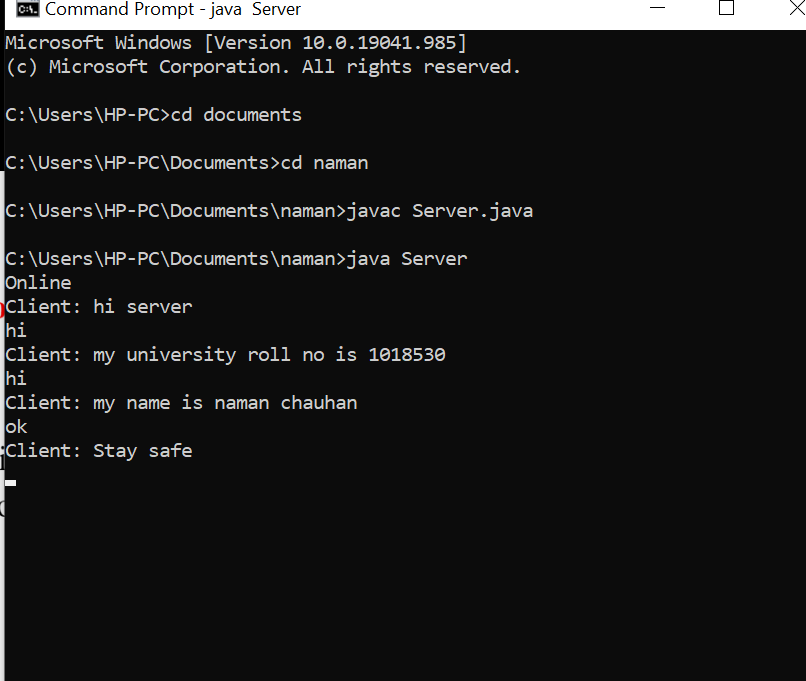 Command Prompt - java  Server
Microsoft Windows [Version 10.0.19041.985]
(c) Microsoft Corporation. All rights reserved.
C:\Users\HP-PC>cd documents
C:\Users\HP-PC\Documents>cd naman
C:\Users\HP-PC\Documents\naman>javac Server.java
C:\Users\HP-PC\Documents\naman>java Server
Online
Client: hi server
hi
Client: my university roll no is 1018530
hi
Client: my name is naman chauhan
ok
Client: Stay safe